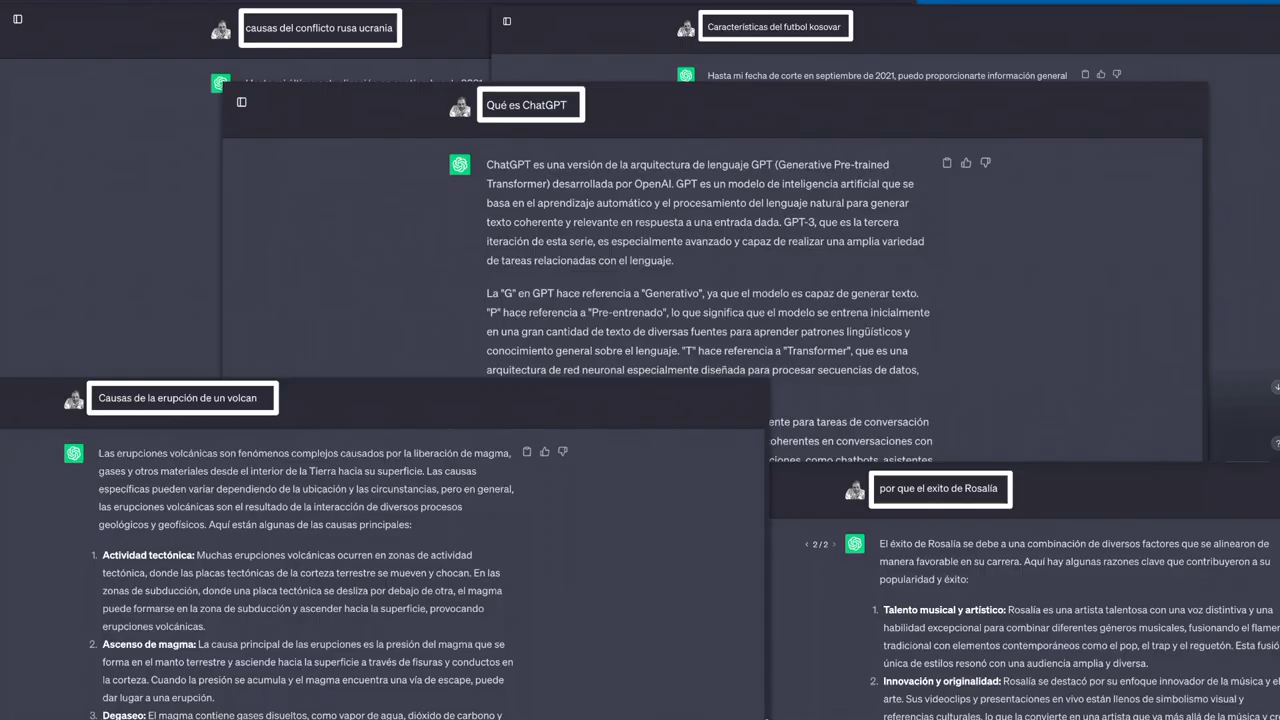 causas del conflicto rusa ucrania
Características del futbol kosovar
Hasta mi fecha de corte en septiembre de 2021, puedo proporcionarte información general
Qué es ChatGPT
ChatGPT es una versión de la arquitectura de lenguaje GPT (Generative Pre-trained
Transformer) desarrollada por OpenAI. GPT es un modelo de inteligencia artificial que se
basa en el aprendizaje automático y el procesamiento del lenguaje natural para generar
texto coherente y relevante en respuesta a una entrada dada. GPT-3, que es la tercera
iteración de esta serie, es especialmente avanzado y capaz de realizar una amplia variedad
de tareas relacionadas con el lenguaje.
La "G" en GPT hace referencia a "Generativo", ya que el modelo es capaz de generar texto.
"P" hace referencia a "Pre-entrenado", lo que significa que el modelo se entrena inicialmente
en una gran cantidad de texto de diversas fuentes para aprender patrones lingüísticos y
conocimiento general sobre el lenguaje. "T" hace referencia a "Transformer", que es una
arquitectura de red neuronal especialmente diseñada para procesar secuencias de datos,
ente para tareas de conversación
oherentes en conversaciones con
ciones, como chatbots, asistentes
Causas de la erupción de un volcan
Las erupciones volcánicas son fenómenos complejos causados por la liberación de magma,
gases y otros materiales desde el interior de la Tierra hacia su superficie. Las causas
específicas pueden variar dependiendo de la ubicación y las circunstancias, pero en general,
las erupciones volcánicas son el resultado de la interacción de diversos procesos
geológicos y geofísicos. Aquí están algunas de las causas principales:
1. Actividad tectónica: Muchas erupciones volcánicas ocurren en zonas de actividad
tectónica, donde las placas tectónicas de la corteza terrestre se mueven y chocan. En las
zonas de subducción, donde una placa tectónica se desliza por debajo de otra, el magma
puede formarse en la zona de subducción y ascender hacia la superficie, provocando
erupciones volcánicas.
2. Ascenso de magma: La causa principal de las erupciones es la presión del magma que se
forma en el manto terrestre y asciende hacia la superficie a través de fisuras y conductos en
la corteza. Cuando la presión se acumula y el magma encuentra una vía de escape, puede
dar lugar a una erupción.
3. Degaseo: El magma contiene gases disueltos, como vapor de agua, dióxido de carbono y
por que el exito de Rosalía
2 / 2
El éxito de Rosalía se debe a una combinación de diversos factores que se alinearon de
manera favorable en su carrera. Aquí hay algunas razones clave que contribuyeron a su
popularidad y éxito:
1. Talento musical y artístico: Rosalía es una artista talentosa con una voz distintiva y una
habilidad excepcional para combinar diferentes géneros musicales, fusionando el flamen
tradicional con elementos contemporáneos como el pop, el trap y el reguetón. Esta fusió
única de estilos resonó con una audiencia amplia y diversa.
2. Innovación y originalidad: Rosalía se destacó por su enfoque innovador de la música y el
arte. Sus videoclips y presentaciones en vivo están llenos de simbolismo visual y
referencias culturales, lo que la convierte en una artista que va más allá de la música y cr